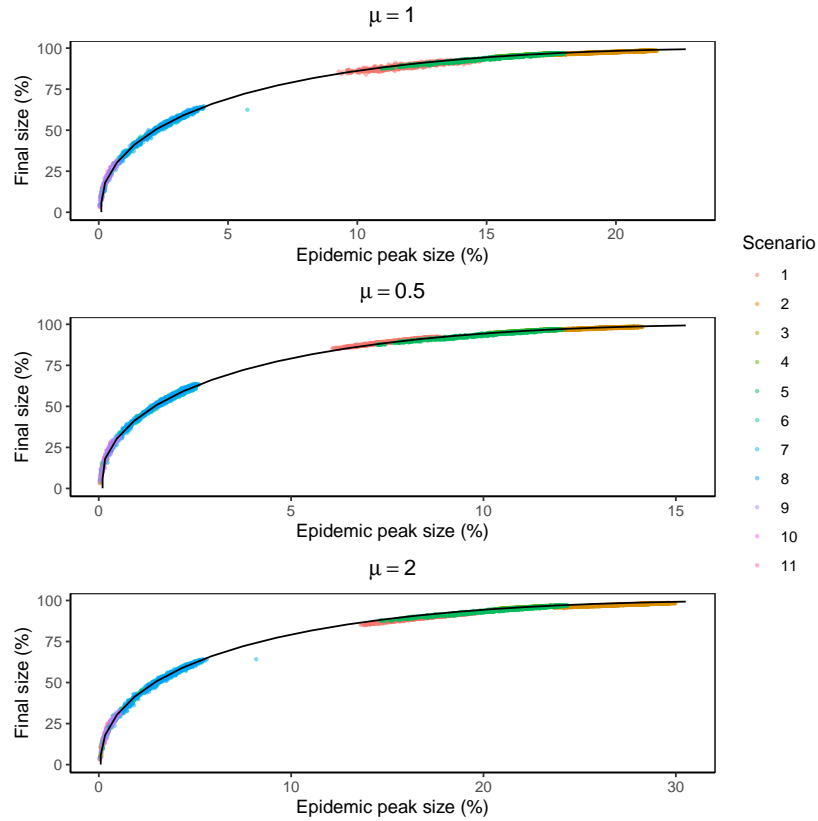 μ = 1
100
75
50
25
0
Final size (%)
0 5 10 15 20
Epidemic peak size (%)
μ = 0.5
100
75
50
25
0
Final size (%)
0 5 10 15
Epidemic peak size (%)
μ = 2
100
75
50
25
0
Final size (%)
0 10 20 30
Epidemic peak size (%)
Scenario
1
2
3
4
5
6
7
8
9
10
11